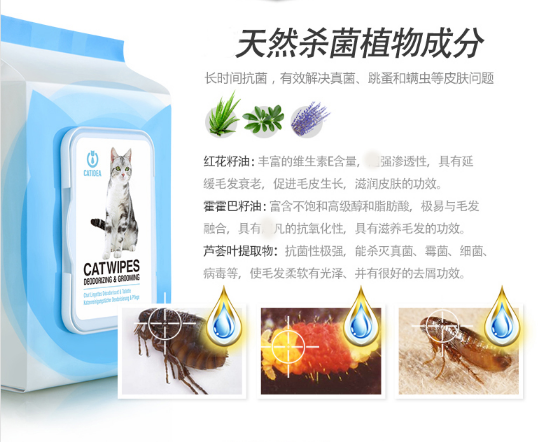 天然杀菌植物成分
长时间抗菌，有效解决真菌、跳蚤和螨虫等皮肤问题
红花籽油：丰富的维生素E含量，强渗透性，具有延
缓毛发衰老，促进毛皮生长，滋润皮肤的功效。
霍霍巴籽油：富含不饱和高级醇和脂肪酸，极易与毛发
融合，具有凡的抗氧化性，具有滋养毛发的功效。
芦荟叶提取物：抗菌性极强，能杀灭真菌、霉菌、细菌、
病毒等，使毛发柔软有光泽、并有很好的去屑功效。
CATIDEA
CATWIPES
DEODORIZING & GROOMING